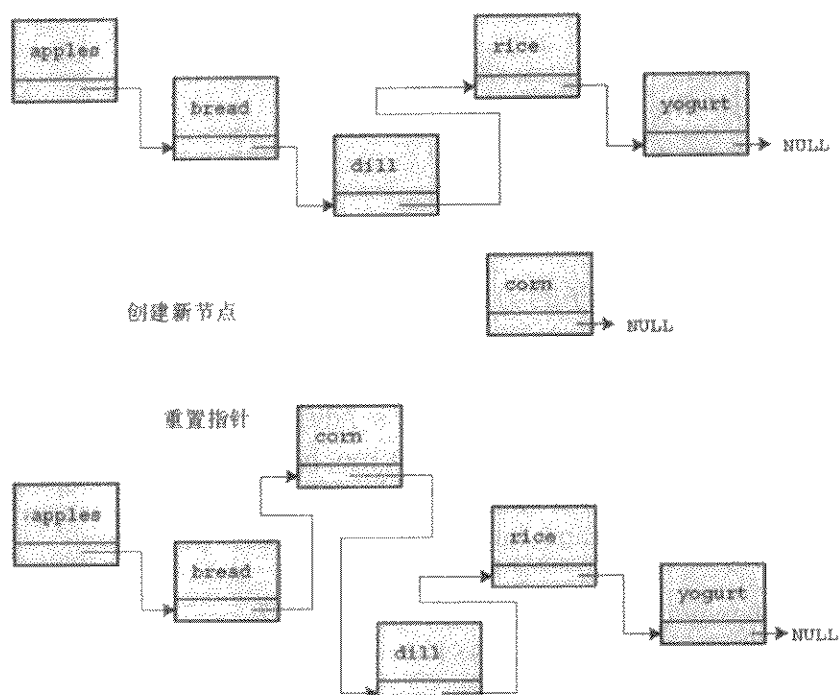 apples
bread
dill
rice
yogurt
NULL
创建新节点
corn
NULL
重置指针
corn
apples
bread
dill
rice
yogurt
NULL